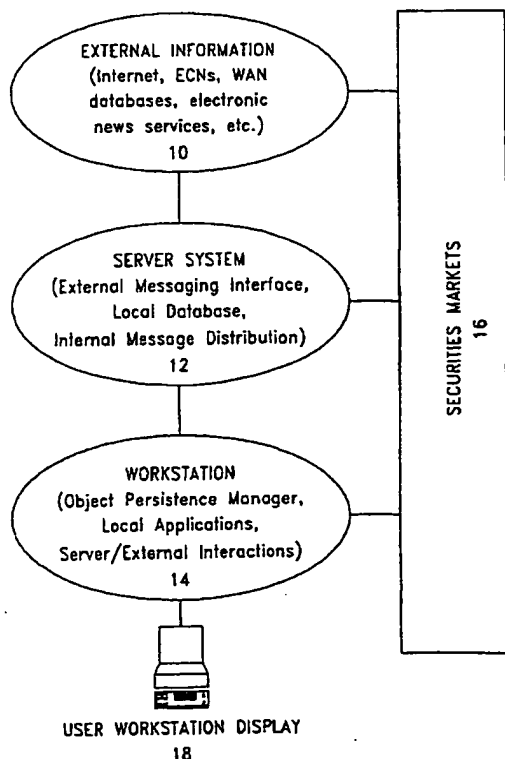 EXTERNAL INFORMATION
(Internet, ECNs, WAN
databases, electronic
news services, etc.)
10
SERVER SYSTEM
(External Messaging Interface,
Local Database,
Internal Message Distribution)
12
WORKSTATION
(Object Persistence Manager,
Local Applications,
Server/External Interactions)
14
USER WORKSTATION DISPLAY
18
SECURITIES MARKETS
16